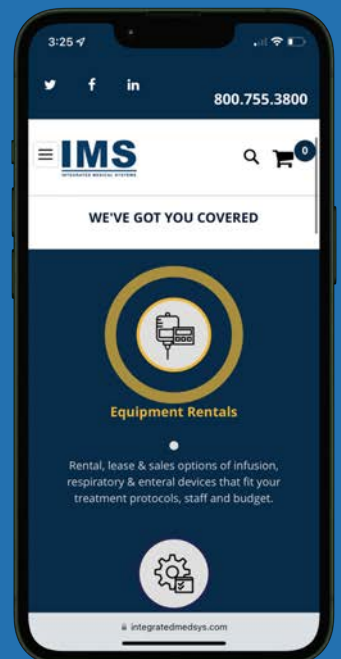 3:25
800.755.3800
IMS
INTEGRATED MEDICAL SYSTEMS
0
WE'VE GOT YOU COVERED
Equipment Rentals
Rental, lease & sales options of infusion,
respiratory & enteral devices that fit your
treatment protocols, staff and budget.
integratedmedsys.com